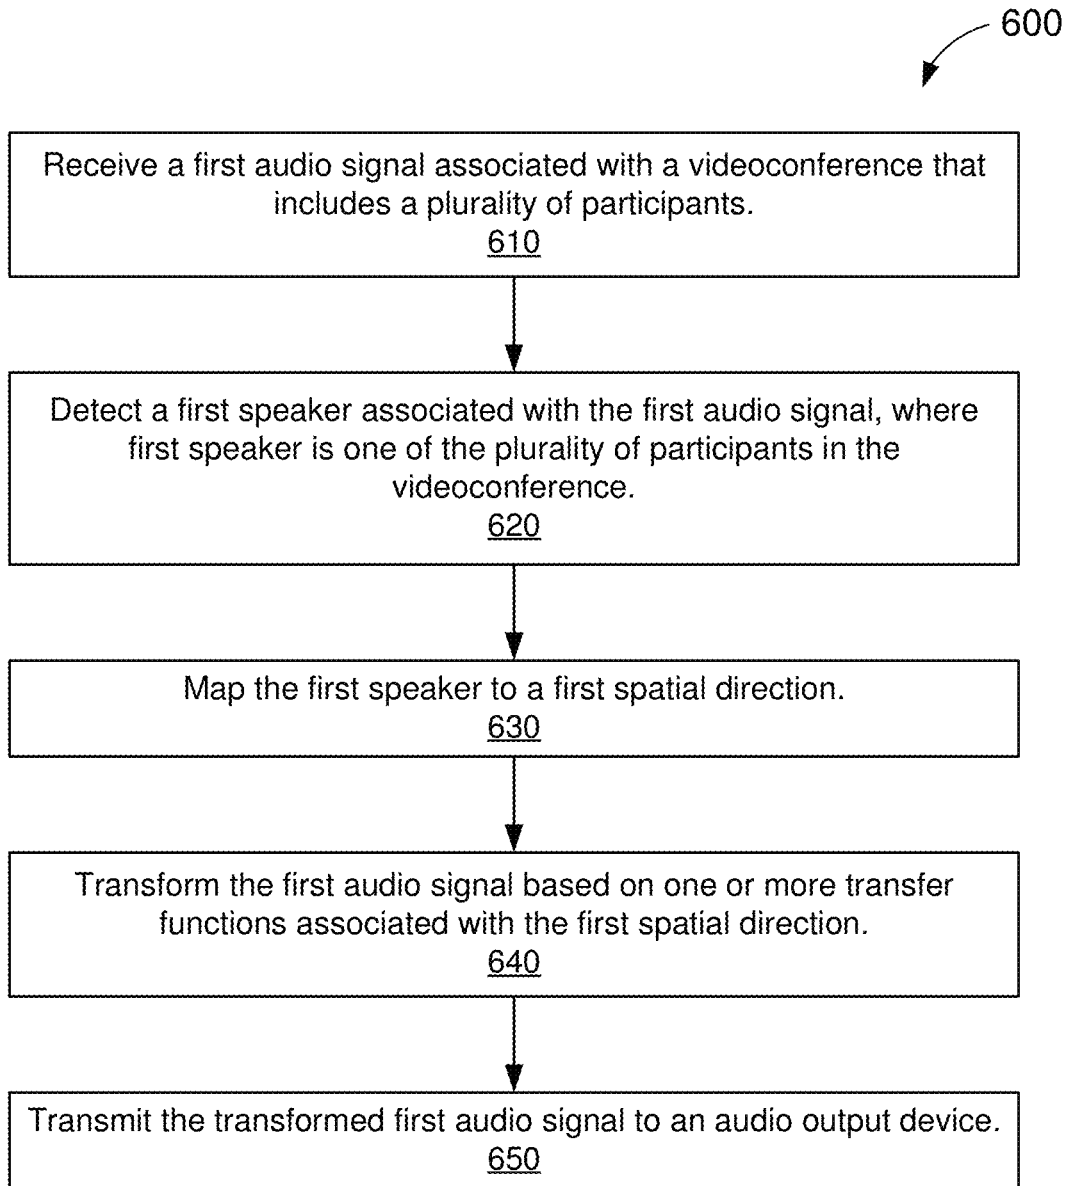 600
Receive a first audio signal associated with a videoconference that
includes a plurality of participants.
610
Detect a first speaker associated with the first audio signal, where
first speaker is one of the plurality of participants in the
videoconference.
620
Map the first speaker to a first spatial direction.
630
Transform the first audio signal based on one or more transfer
functions associated with the first spatial direction.
640
Transmit the transformed first audio signal to an audio output device.
650